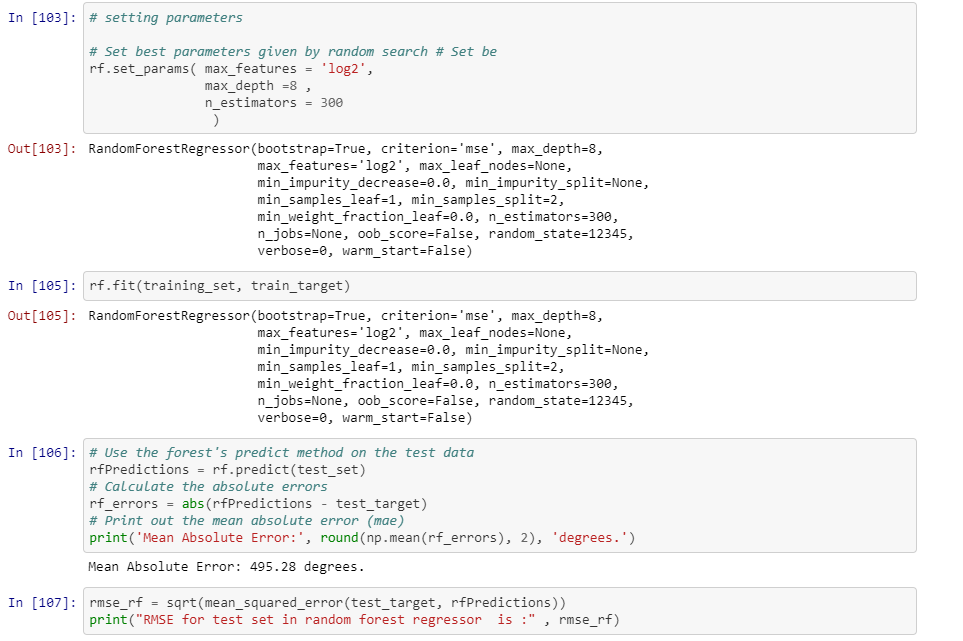 In [103]: # setting parameters
# Set best parameters given by random search # Set be
rf.set_params( max_features = 'log2',
max_depth =8 ,
n_estimators = 300
)
Out[103]: RandomForestRegressor(bootstrap=True, criterion='mse', max_depth=8,
max_features='log2', max_leaf_nodes=None,
min_impurity_decrease=0.0, min_impurity_split=None,
min_samples_leaf=1, min_samples_split=2,
min_weight_fraction_leaf=0.0, n_estimators=300,
n_jobs=None, oob_score=False, random_state=12345,
verbose=0, warm_start=False)
In [105]: rf.fit(training_set, train_target)
Out[105]: RandomForestRegressor(bootstrap=True, criterion='mse', max_depth=8,
max_features='log2', max_leaf_nodes=None,
min_impurity_decrease=0.0, min_impurity_split=None,
min_samples_leaf=1, min_samples_split=2,
min_weight_fraction_leaf=0.0, n_estimators=300,
n_jobs=None, oob_score=False, random_state=12345,
verbose=0, warm_start=False)
In [106]: # Use the forest's predict method on the test data
rfPredictions = rf.predict(test_set)
# Calculate the absolute errors
rf_errors = abs(rfPredictions - test_target)
# Print out the mean absolute error (mae)
print('Mean Absolute Error:', round(np.mean(rf_errors), 2), 'degrees.')
Mean Absolute Error: 495.28 degrees.
In [107]: rmse_rf = sqrt(mean_squared_error(test_target, rfPredictions))
print("RMSE for test set in random forest regressor  is :" , rmse_rf)